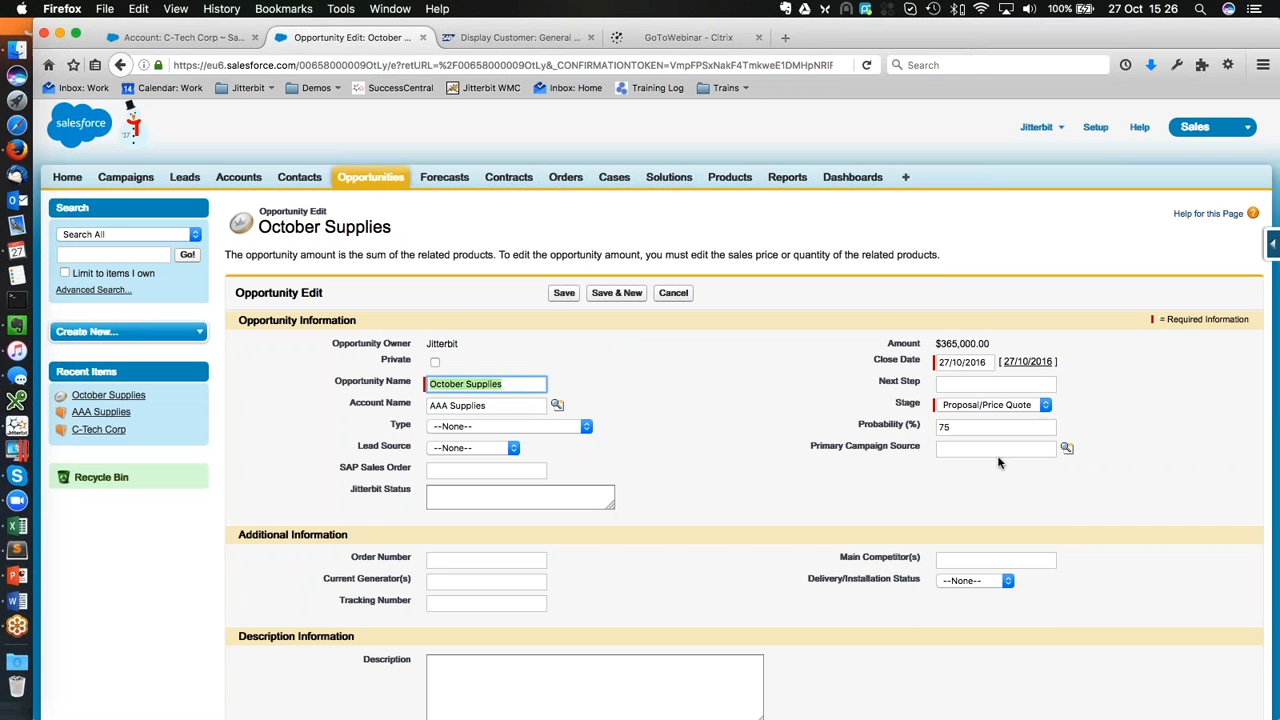 Firefox File Edit View History Bookmarks Tools Window Help 100% 27 Oct 15:26
Account: C-Tech Corp ~ Sa... Opportunity Edit: October ... Display Customer: General ... GoToWebinar - Citrix
https://eu6.salesforce.com/00658000009OtLy/e?retURL=%2F00658000009OtLy&_CONFIRMATIONTOKEN=VmpFPSxNakF4TmkweE1DMHpNRlF Search
Inbox: Work Calendar: Work Jitterbit Demos SuccessCentral Jitterbit WMC Inbox: Home Training Log Trains
salesforce '17 Jitterbit Setup Help Sales
Home Campaigns Leads Accounts Contacts Opportunities Forecasts Contracts Orders Cases Solutions Products Reports Dashboards +
Search
Search All
Go!
Limit to items I own
Advanced Search...
Create New...
Recent Items
October Supplies
AAA Supplies
C-Tech Corp
Recycle Bin
Opportunity Edit
October Supplies
Help for this Page ?
The opportunity amount is the sum of the related products. To edit the opportunity amount, you must edit the sales price or quantity of the related products.
Opportunity Edit Save Save & New Cancel
Opportunity Information = Required Information
Opportunity Owner Jitterbit Amount $365,000.00
Private Close Date 27/10/2016 [ 27/10/2016 ]
Opportunity Name October Supplies Next Step
Account Name AAA Supplies Stage Proposal/Price Quote
Type --None-- Probability (%) 75
Lead Source --None-- Primary Campaign Source
SAP Sales Order
Jitterbit Status
Additional Information
Order Number Main Competitor(s)
Current Generator(s) Delivery/Installation Status --None--
Tracking Number
Description Information
Description